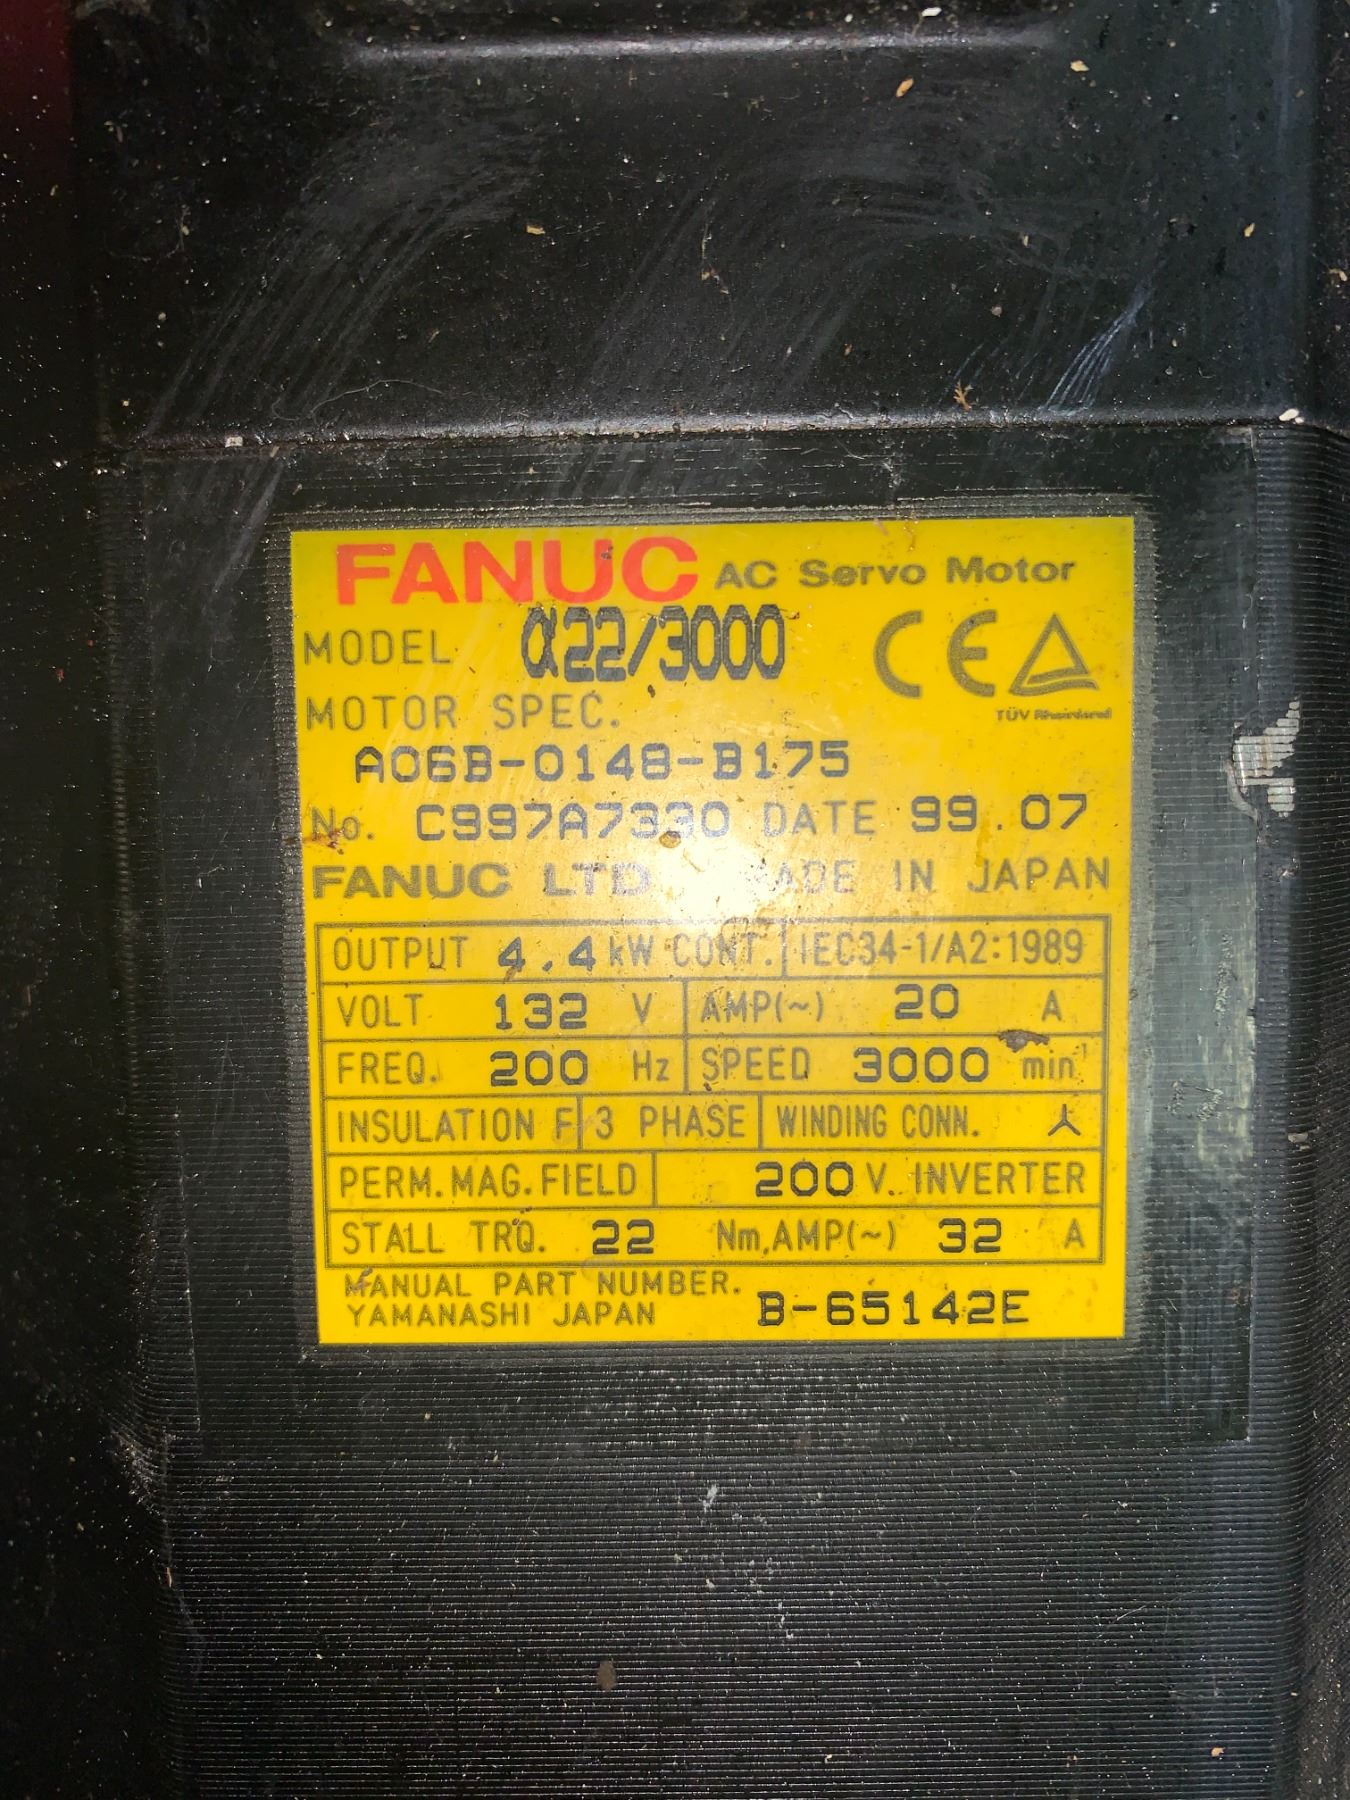 FANUC AC Servo Motor
MODEL α22/3000 CE
TÜV Rheinland
MOTOR SPEC.
A06B-0148-B175
No. C997A7330 DATE 99.07
FANUC LTD MADE IN JAPAN
OUTPUT 4.4 kW CONT. IEC34-1/A2:1989
VOLT 132 V AMP(~) 20 A
FREQ. 200 Hz SPEED 3000 min⁻¹
INSULATION F 3 PHASE WINDING CONN.
PERM.MAG.FIELD 200 V. INVERTER
STALL TRQ. 22 Nm,AMP(~) 32 A
MANUAL PART NUMBER.
YAMANASHI JAPAN B-65142E